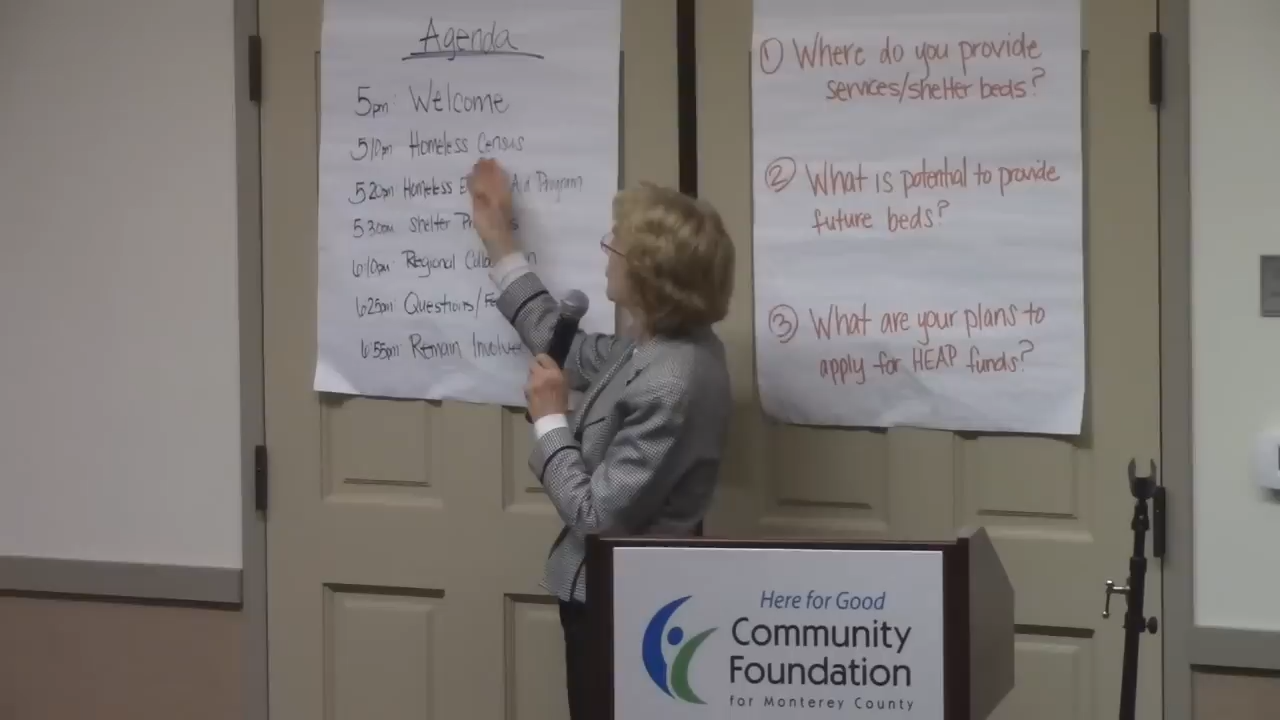 Agenda
5pm: Welcome
5:10pm Homeless Census
5:20pm Homeless Aid Program
5:30pm Shelter
6:10pm: Regional
6:25pm: Questions/
6:55pm: Remain
① Where do you provide
services/shelter beds?
② What is potential to provide
future beds?
③ What are your plans to
apply for HEAP funds?
Here for Good
Community
Foundation
for Monterey County